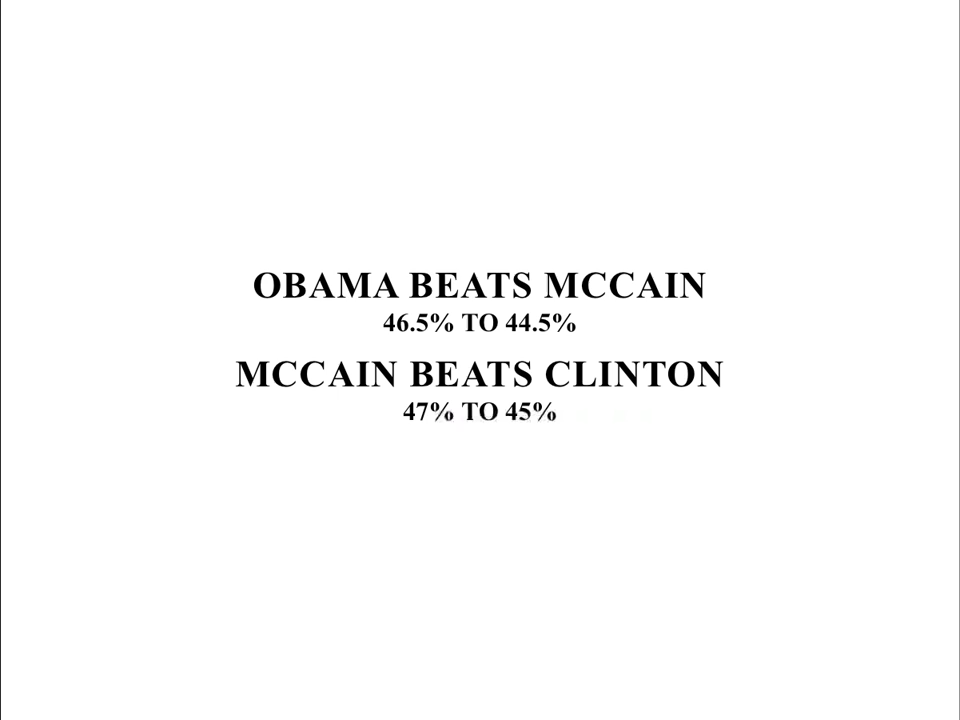 OBAMA BEATS MCCAIN
46.5% TO 44.5%
MCCAIN BEATS CLINTON
47% TO 45%